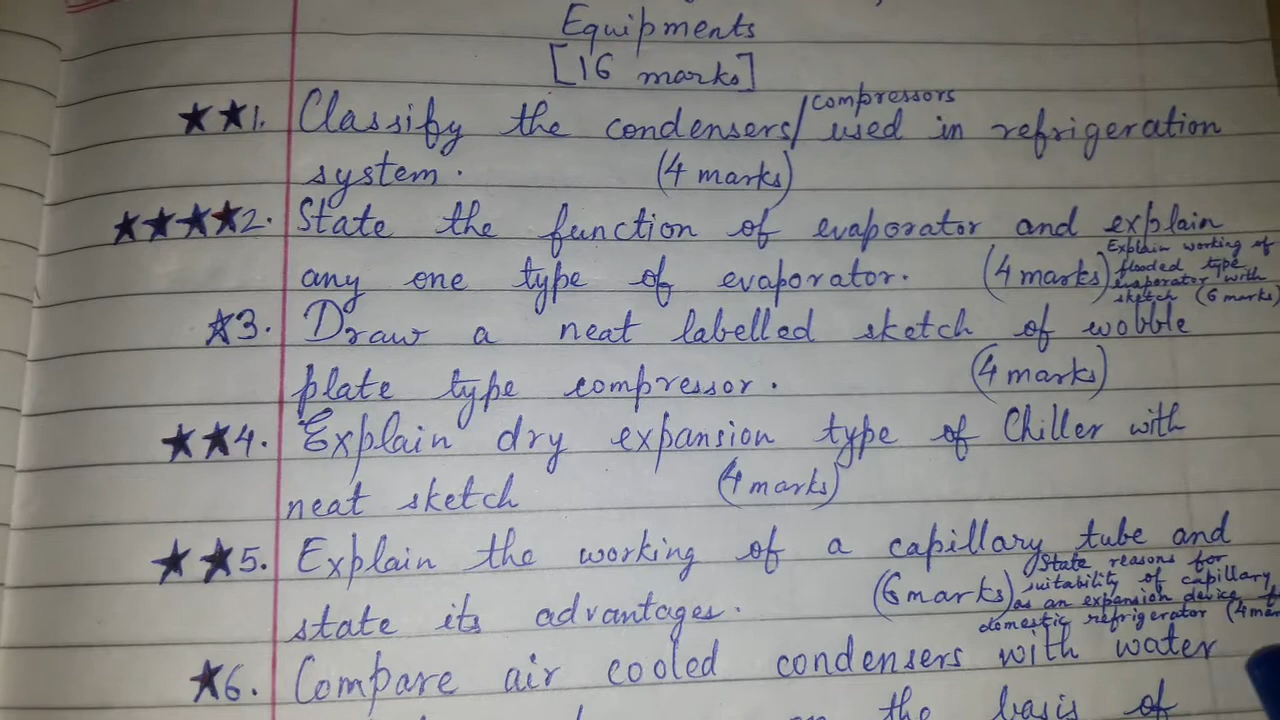 Equipments
[16 marks]
compressors
★★1. Classify the condensers/ used in refrigeration
system. (4 marks)
★★★★2. State the function of evaporator and explain
any one type of evaporator. (4 marks)
Explain working of
flooded type
evaporator with
sketch (6 marks)
★3. Draw a neat labelled sketch of wobble
plate type compressor. (4 marks)
★★4. Explain dry expansion type of Chiller with
neat sketch (4 marks)
★★5. Explain the working of a capillary tube and
state its advantages. (6 marks)
/State reasons for
suitability of capillary
as an expansion device
domestic refrigerator (4 mar
★6. Compare air cooled condensers with water
the basis of